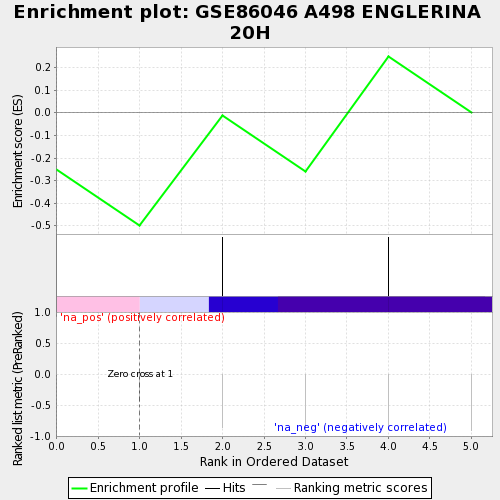 Enrichment plot: GSE86046 A498 ENGLERINA
20H
Enrichment score (ES)
0.2
0.1
0.0
-0.1
-0.2
-0.3
-0.4
-0.5
Ranked list metric (PreRanked)
1.0
0.5
0.0
-0.5
-1.0
'na_pos' (positively correlated)
Zero cross at 1
'na_neg' (negatively correlated)
0.0 0.5 1.0 1.5 2.0 2.5 3.0 3.5 4.0 4.5 5.0
Rank in Ordered Dataset
Enrichment profile Hits Ranking metric scores